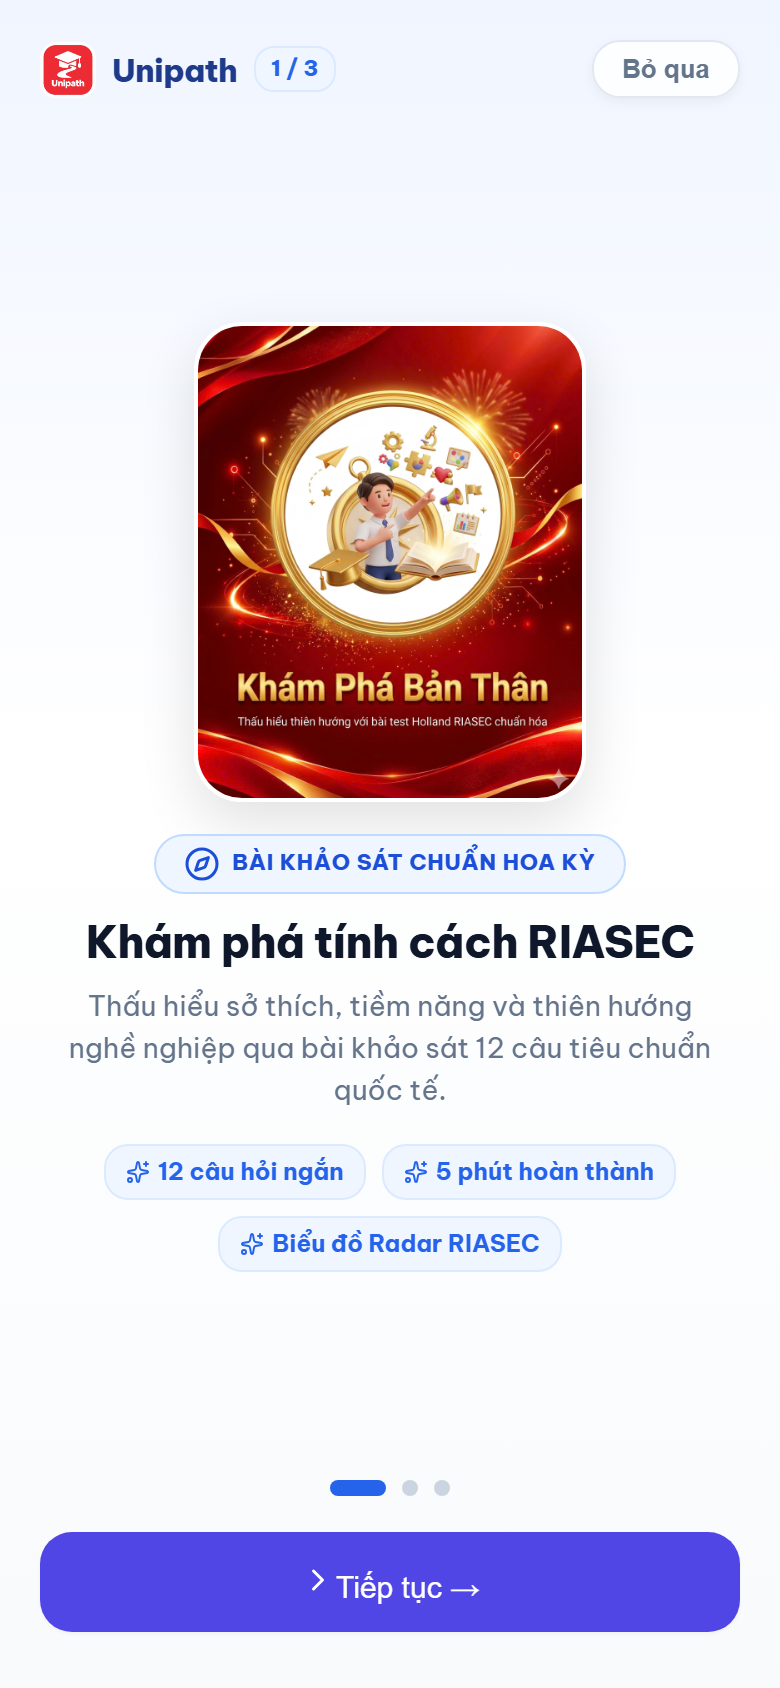 Unipath
Unipath
1 / 3
Bỏ qua
Khám Phá Bản Thân
Thấu hiểu thiên hướng với bài test Holland RIASEC chuẩn hóa
BÀI KHẢO SÁT CHUẨN HOA KỲ
Khám phá tính cách RIASEC
Thấu hiểu sở thích, tiềm năng và thiên hướng
nghề nghiệp qua bài khảo sát 12 câu tiêu chuẩn
quốc tế.
12 câu hỏi ngắn
5 phút hoàn thành
Biểu đồ Radar RIASEC
Tiếp tục →